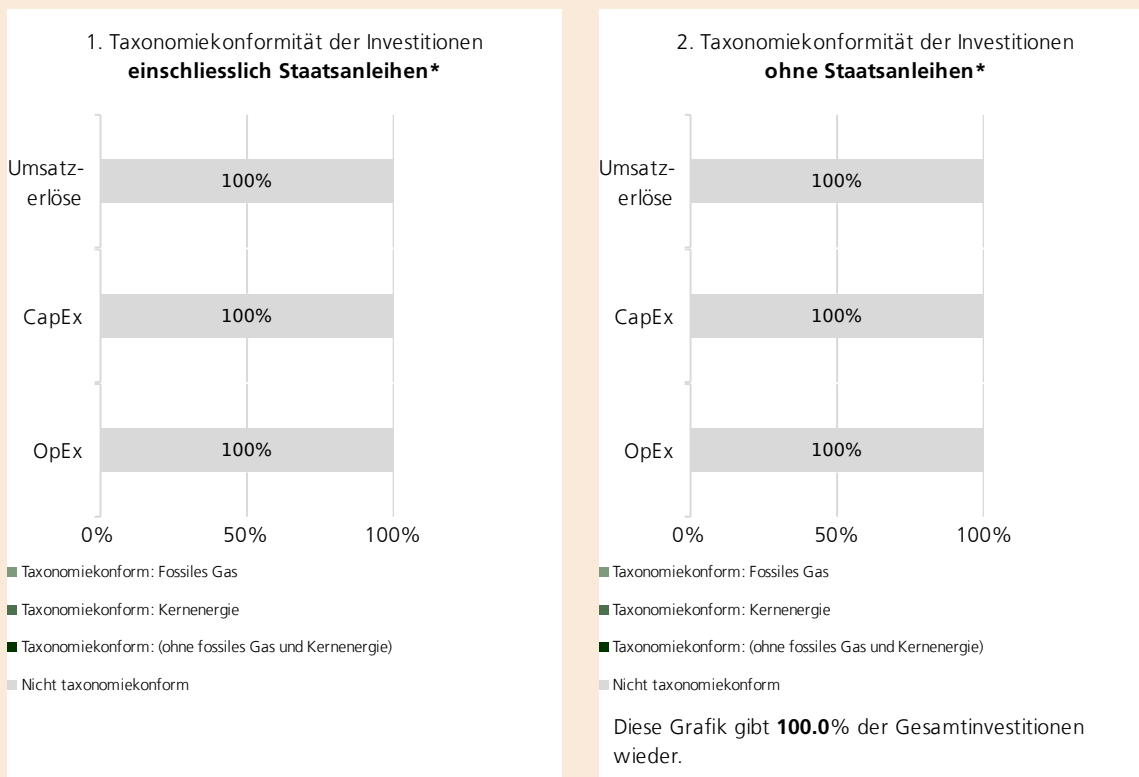 1. Taxonomiekonformität der Investitionen
einschliesslich Staatsanleihen*
Umsatz-
erlöse
100%
CapEx
100%
OpEx
100%
0%
50%
100%
Taxonomiekonform: Fossiles Gas
Taxonomiekonform: Kernenergie
Taxonomiekonform: (ohne fossiles Gas und Kernenergie)
Nicht taxonomiekonform
2. Taxonomiekonformität der Investitionen
ohne Staatsanleihen*
Umsatz-
erlöse
100%
CapEx
100%
OpEx
100%
0%
50%
100%
Taxonomiekonform: Fossiles Gas
Taxonomiekonform: Kernenergie
Taxonomiekonform: (ohne fossiles Gas und Kernenergie)
Nicht taxonomiekonform
Diese Grafik gibt 100.0% der Gesamtinvestitionen
wieder.